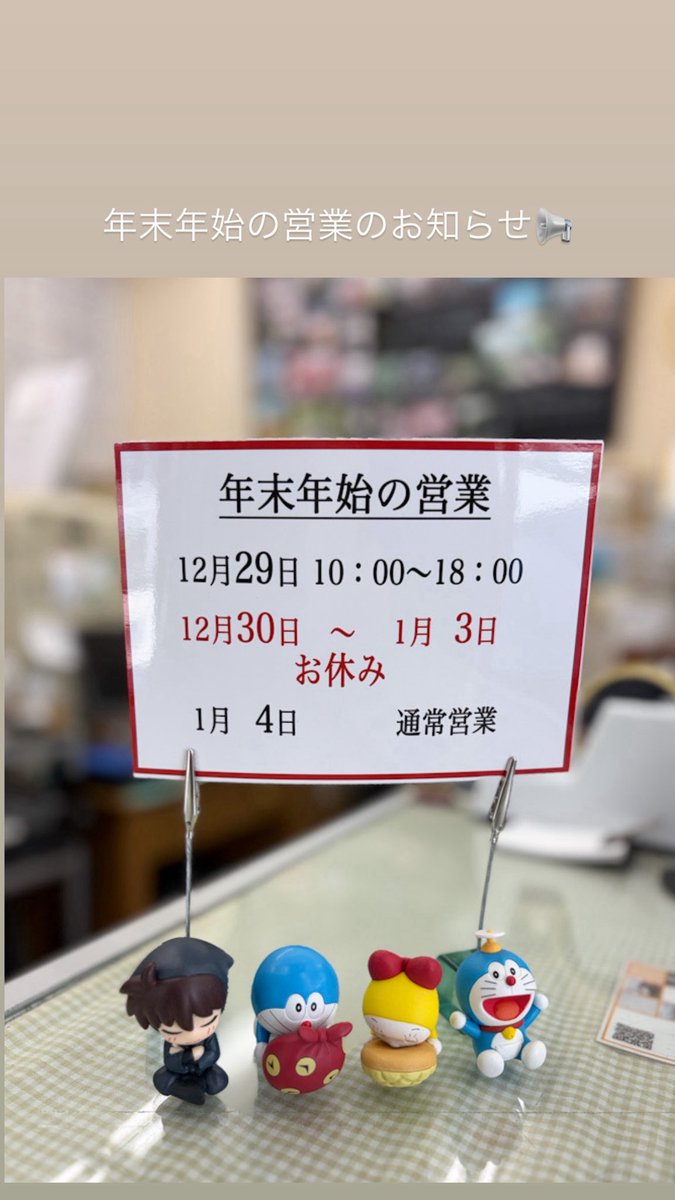 年末年始の営業のお知らせ
年末年始の営業
12月29日 10：00～18：00
12月30日 ～ 1月 3日
お休み
1月 4日 通常営業